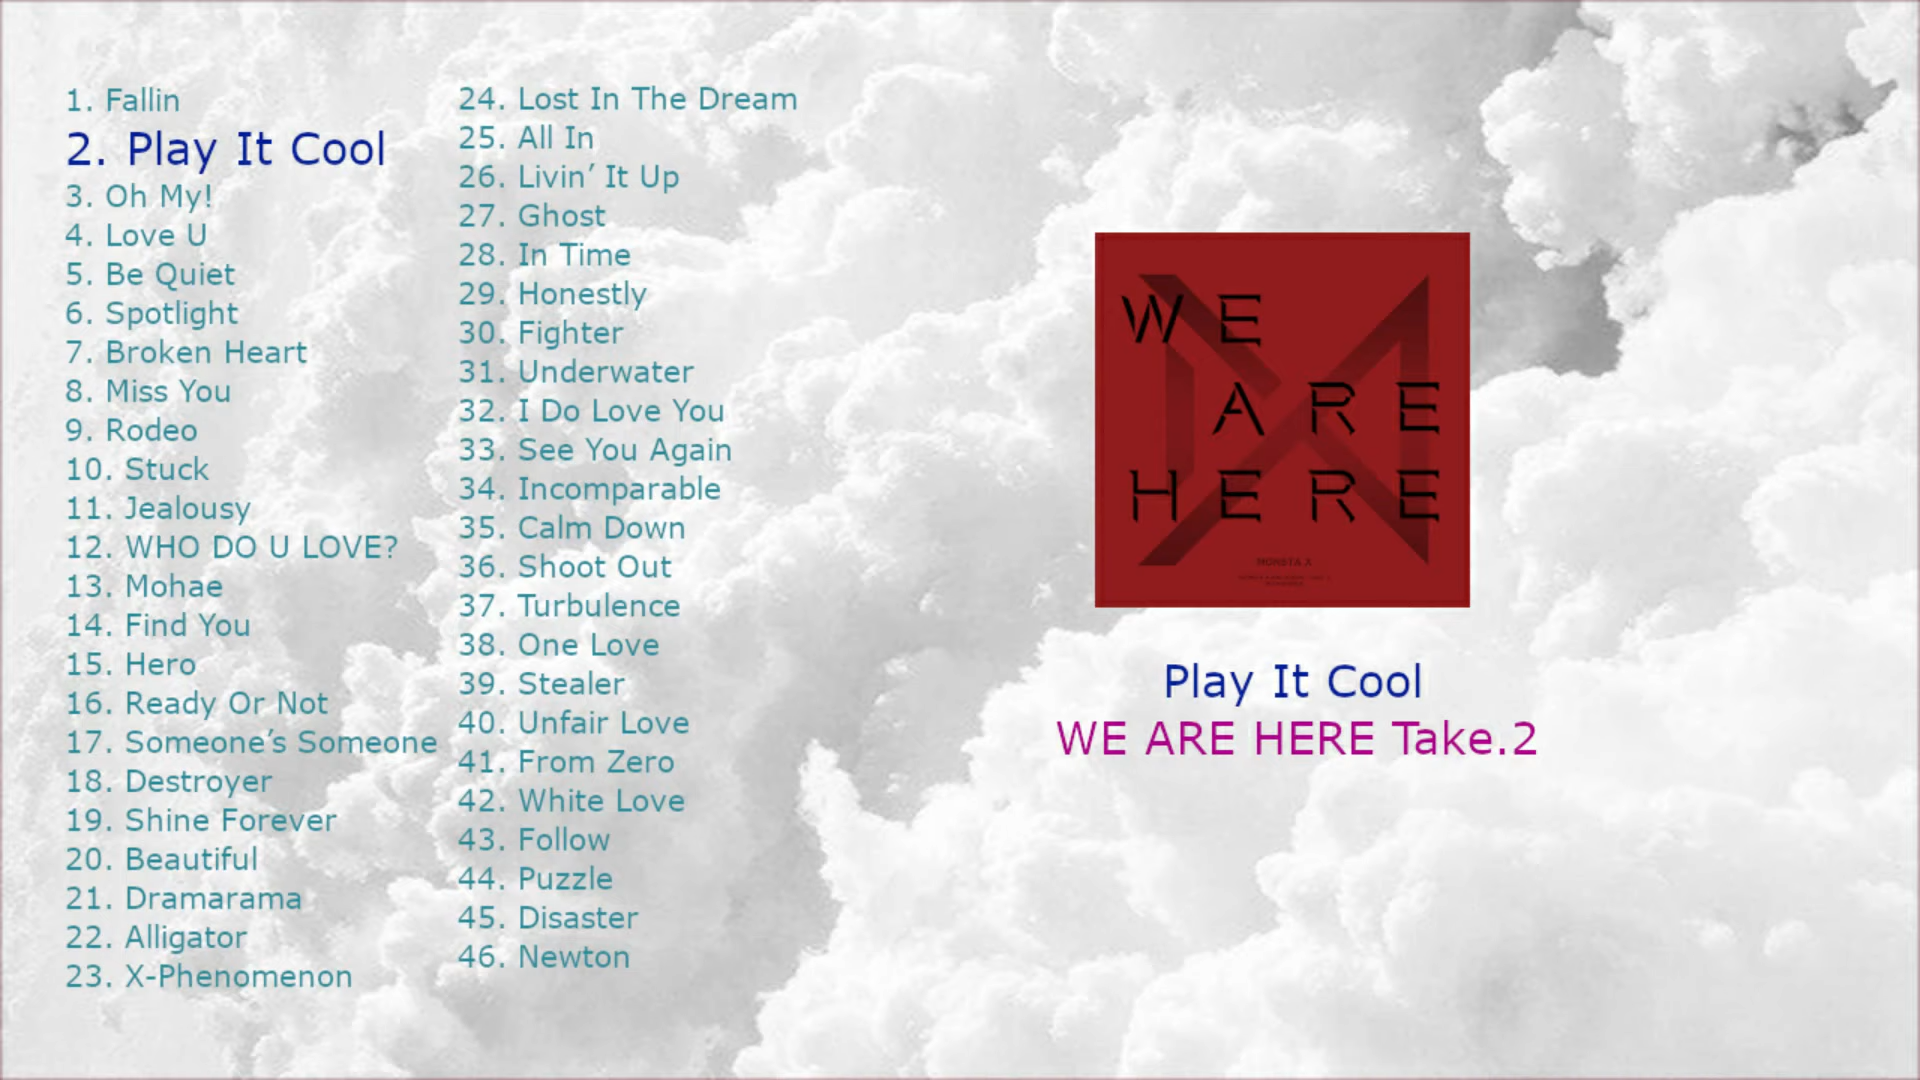 1. Fallin
2. Play It Cool
3. Oh My!
4. Love U
5. Be Quiet
6. Spotlight
7. Broken Heart
8. Miss You
9. Rodeo
10. Stuck
11. Jealousy
12. WHO DO U LOVE?
13. Mohae
14. Find You
15. Hero
16. Ready Or Not
17. Someone’s Someone
18. Destroyer
19. Shine Forever
20. Beautiful
21. Dramarama
22. Alligator
23. X-Phenomenon
24. Lost In The Dream
25. All In
26. Livin’ It Up
27. Ghost
28. In Time
29. Honestly
30. Fighter
31. Underwater
32. I Do Love You
33. See You Again
34. Incomparable
35. Calm Down
36. Shoot Out
37. Turbulence
38. One Love
39. Stealer
40. Unfair Love
41. From Zero
42. White Love
43. Follow
44. Puzzle
45. Disaster
46. Newton
WE
ARE
HERE
MONSTA X
Play It Cool
WE ARE HERE Take.2